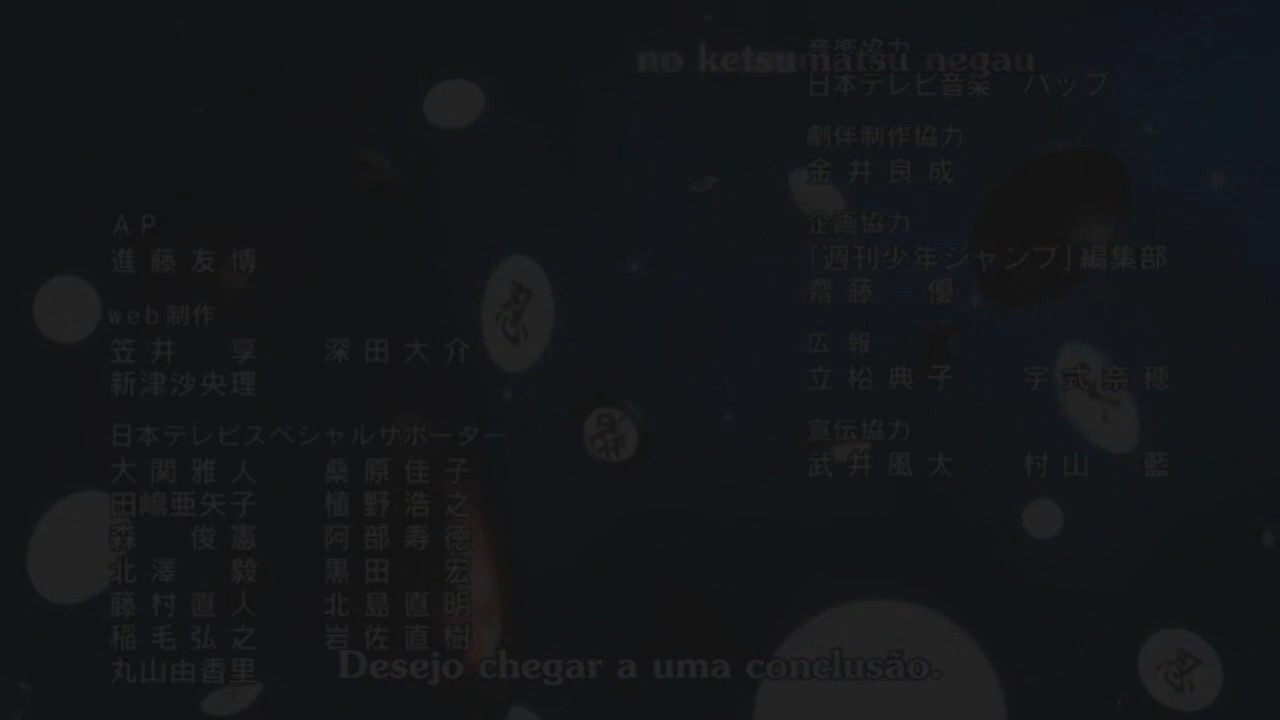 no ketsumatsu negau
音楽協力
日本テレビ音楽 バップ
劇伴制作協力
金井良成
企画協力
「週刊少年ジャンプ」編集部
齋藤 優
広報
立松典子 宇式奈穂
宣伝協力
武井風太 村山 藍
AP
進藤友博
web制作
笠井 享 深田大介
新津沙央理
日本テレビスペシャルサポーター
大関雅人 桑原佳子
田嶋亜矢子 植野浩之
森 俊憲 阿部寿徳
北澤 毅 黒田 宏
藤村直人 北島直明
稲毛弘之 岩佐直樹
丸山由香里
Desejo chegar a uma conclusão.
忍
忍